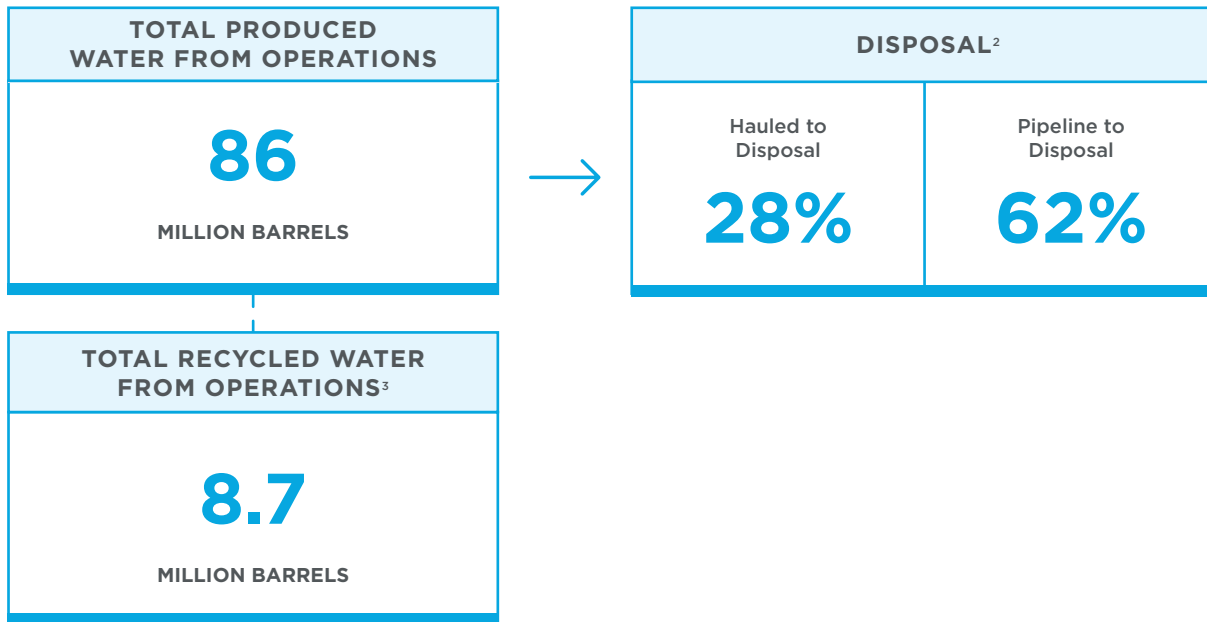 TOTAL PRODUCED
WATER FROM OPERATIONS
86
MILLION BARRELS
DISPOSAL²
Hauled to
Disposal
28%
Pipeline to
Disposal
62%
TOTAL RECYCLED WATER
FROM OPERATIONS³
8.7
MILLION BARRELS